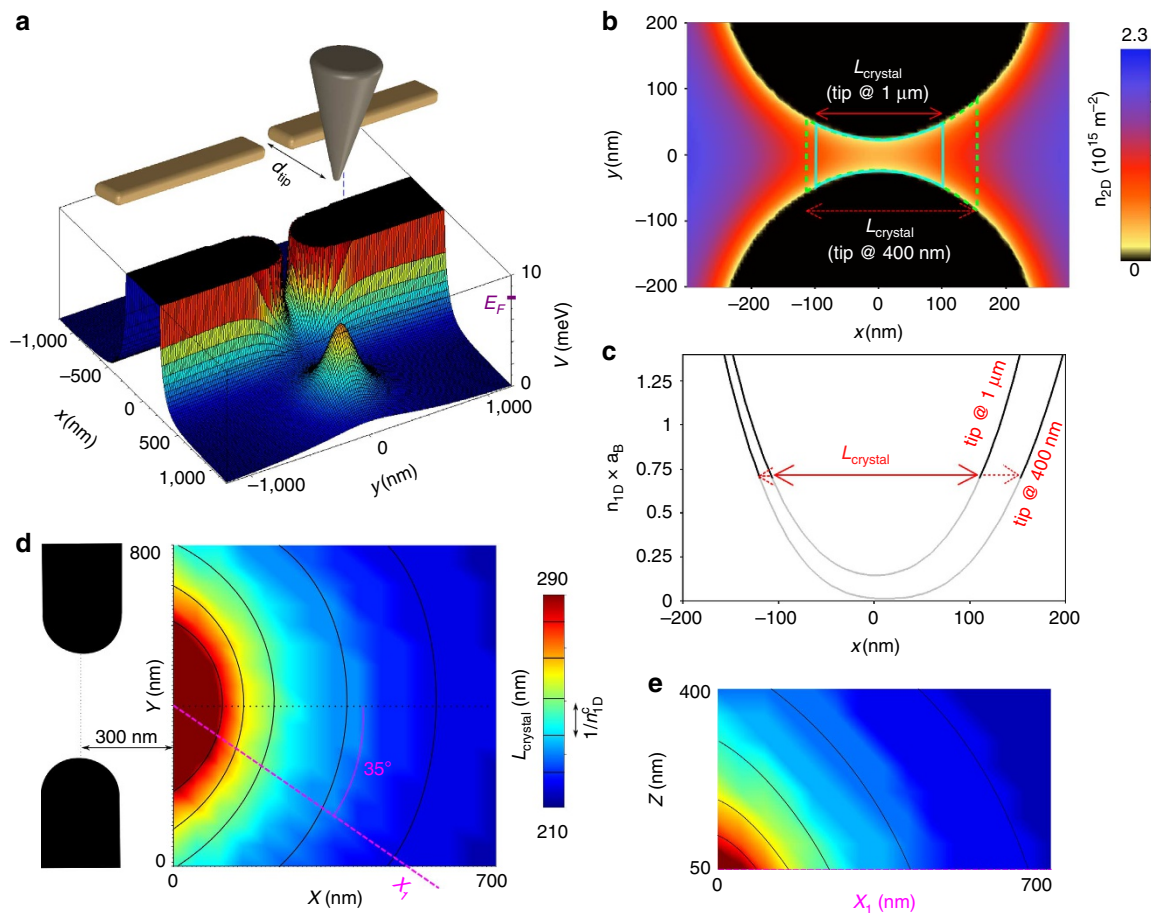 a
d_tip
10
E_F
V (meV)
0
−1,000
−500
0
500
1,000
x(nm)
−1,000
0
1,000
y(nm)
b
200
100
0
−100
−200
y(nm)
L_crystal
(tip @ 1 μm)
L_crystal
(tip @ 400 nm)
−200
−100
0
100
200
x(nm)
2.3
0
n_2D (10^15 m^−2)
c
1.25
1
0.75
0.5
0.25
0
n_1D × a_B
L_crystal
tip @ 1 μm
tip @ 400 nm
−200
−100
0
100
200
x(nm)
d
300 nm
800
Y (nm)
0
35°
X_1
0
X (nm)
700
290
210
L_crystal (nm)
1/n^c_1D
e
400
Z (nm)
50
0
X_1 (nm)
700